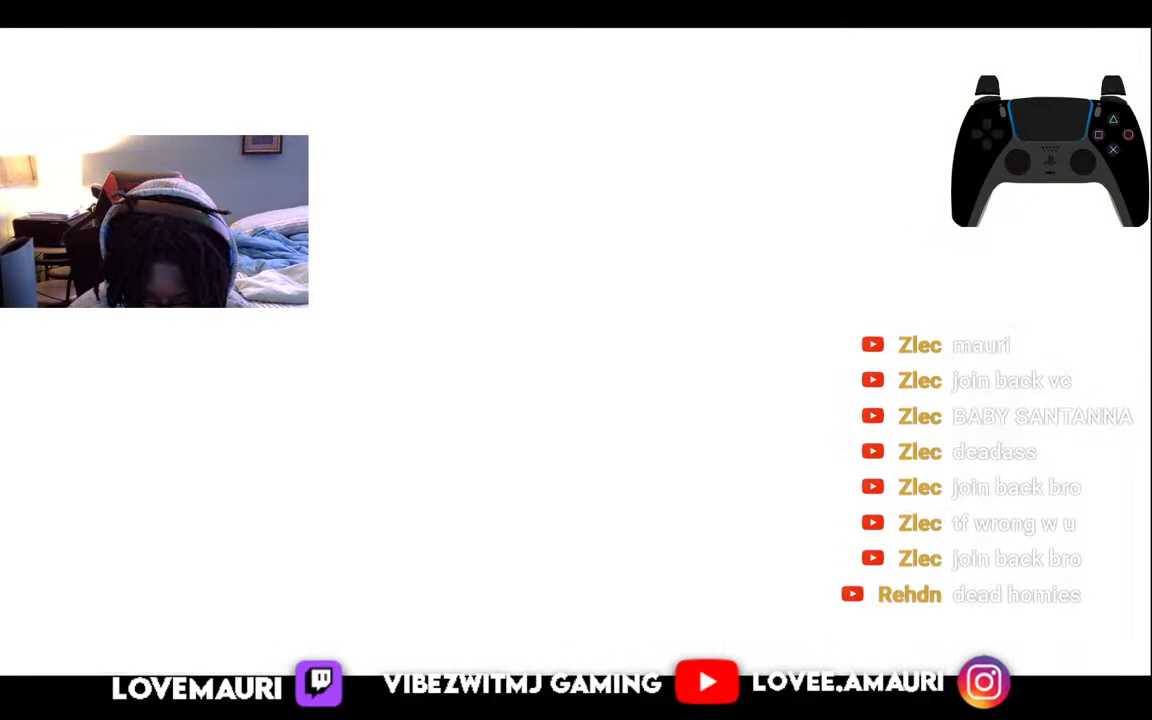 Zlec mauri
Zlec join back vc
Zlec BABY SANTANNA
Zlec deadass
Zlec join back bro
Zlec tf wrong w u
Zlec join back bro
Rehdn dead homies
LOVEMAURI VIBEZWITMJ GAMING LOVEE.AMAURI